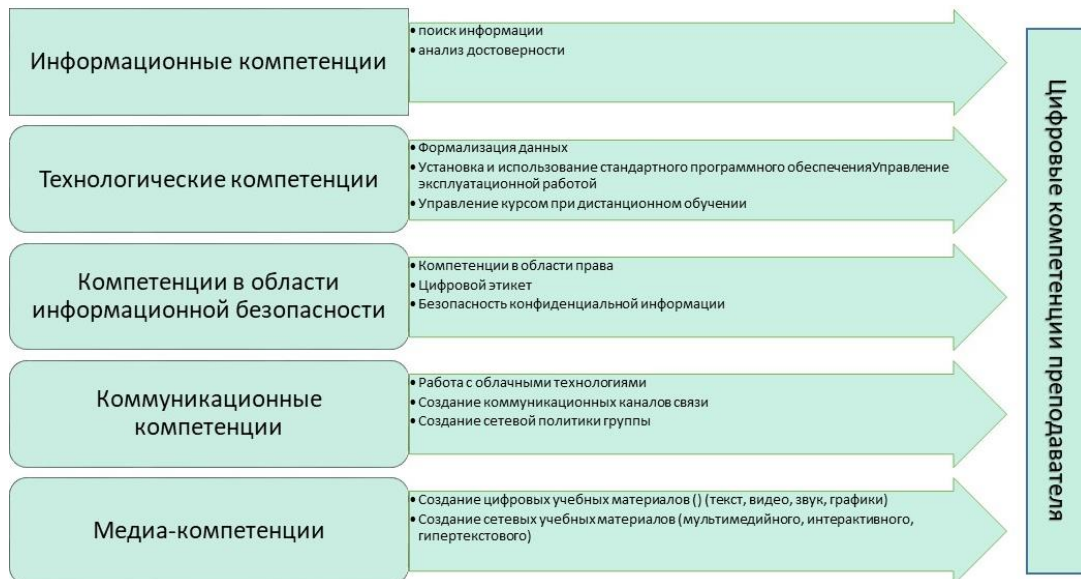 Информационные компетенции
• поиск информации
• анализ достоверности
Технологические компетенции
• Формализация данных
• Установка и использование стандартного программного обеспеченияУправление
эксплуатационной работой
• Управление курсом при дистанционном обучении
Компетенции в области
информационной безопасности
• Компетенции в области права
• Цифровой этикет
• Безопасность конфиденциальной информации
Коммуникационные
компетенции
• Работа с облачными технологиями
• Создание коммуникационных каналов связи
• Создание сетевой политики группы
Медиа-компетенции
• Создание цифровых учебных материалов () (текст, видео, звук, графики)
• Создание сетевых учебных материалов (мультимедийного, интерактивного,
гипертекстового)
Цифровые компетенции преподавателя